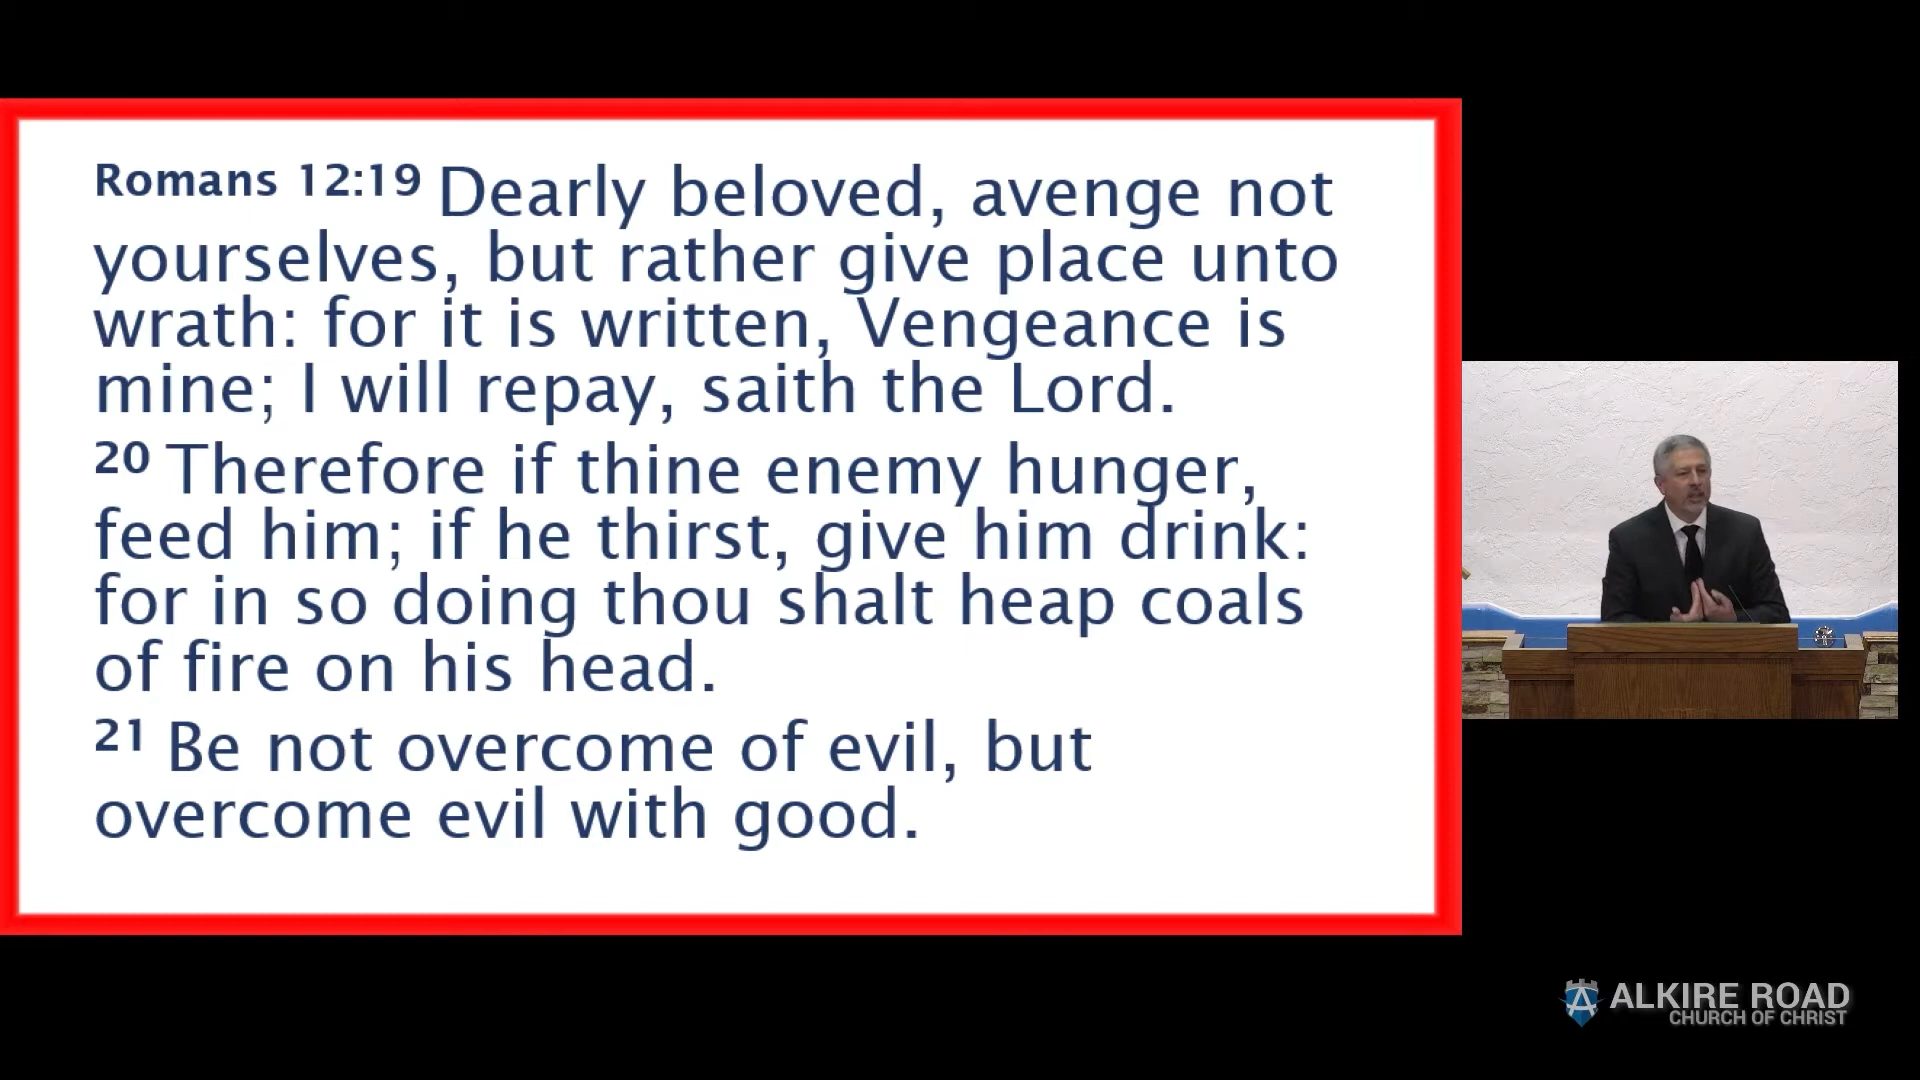 Romans 12:19 Dearly beloved, avenge not
yourselves, but rather give place unto
wrath: for it is written, Vengeance is
mine; I will repay, saith the Lord.
20 Therefore if thine enemy hunger,
feed him; if he thirst, give him drink:
for in so doing thou shalt heap coals
of fire on his head.
21 Be not overcome of evil, but
overcome evil with good.
ALKIRE ROAD
CHURCH OF CHRIST